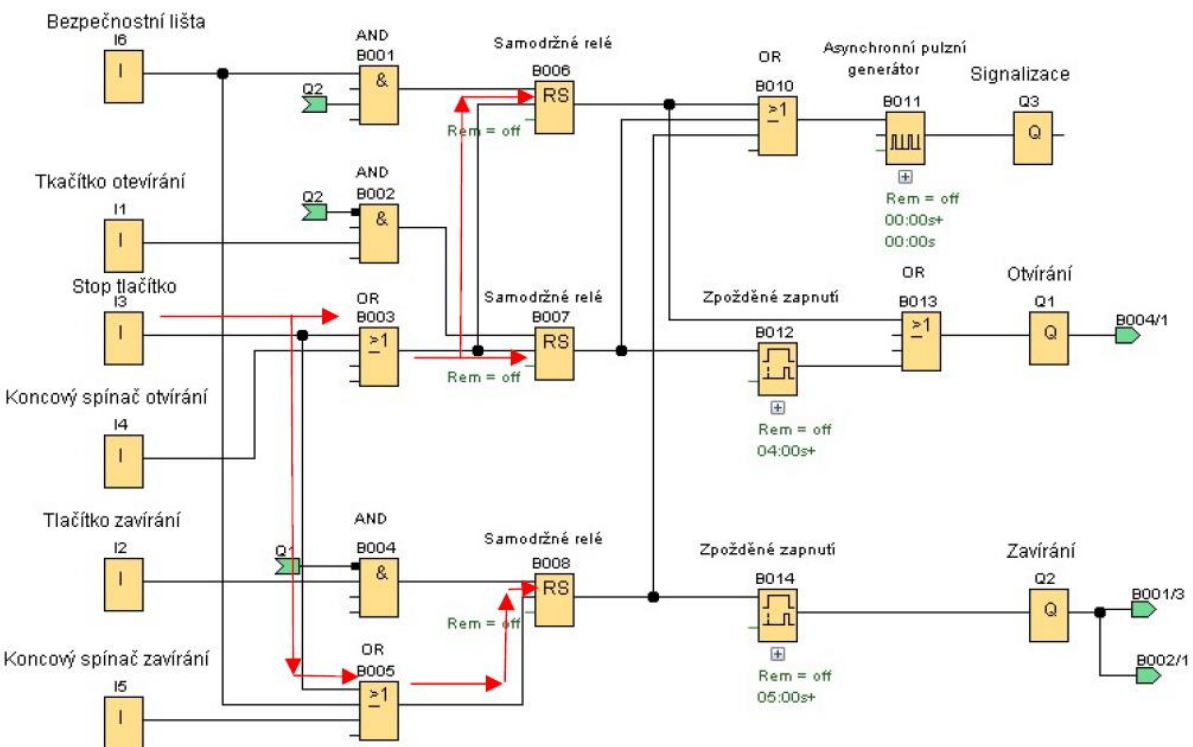 Bezpečnostní lišta
I6
I
AND
B001
&
Q2
Samodržné relé
B006
RS
Rem = off
OR
B010
≥1
Asynchronní pulzní
generátor
B011
Rem = off
00:00s+
00:00s
Signalizace
Q3
Q
Tkačítko otevírání
I1
I
AND
B002
&
Q2
Stop tlačítko
I3
I
OR
B003
≥1
Samodržné relé
B007
RS
Rem = off
Zpožděné zapnutí
B012
Rem = off
04:00s+
OR
B013
≥1
Otvírání
Q1
Q
B004/1
Koncový spínač otvírání
I4
I
Tlačítko zavírání
I2
I
AND
B004
&
Q1
Samodržné relé
B008
RS
Rem = off
Zpožděné zapnutí
B014
Rem = off
05:00s+
Zavírání
Q2
Q
B001/3
B002/1
Koncový spínač zavírání
I5
I
OR
B005
≥1